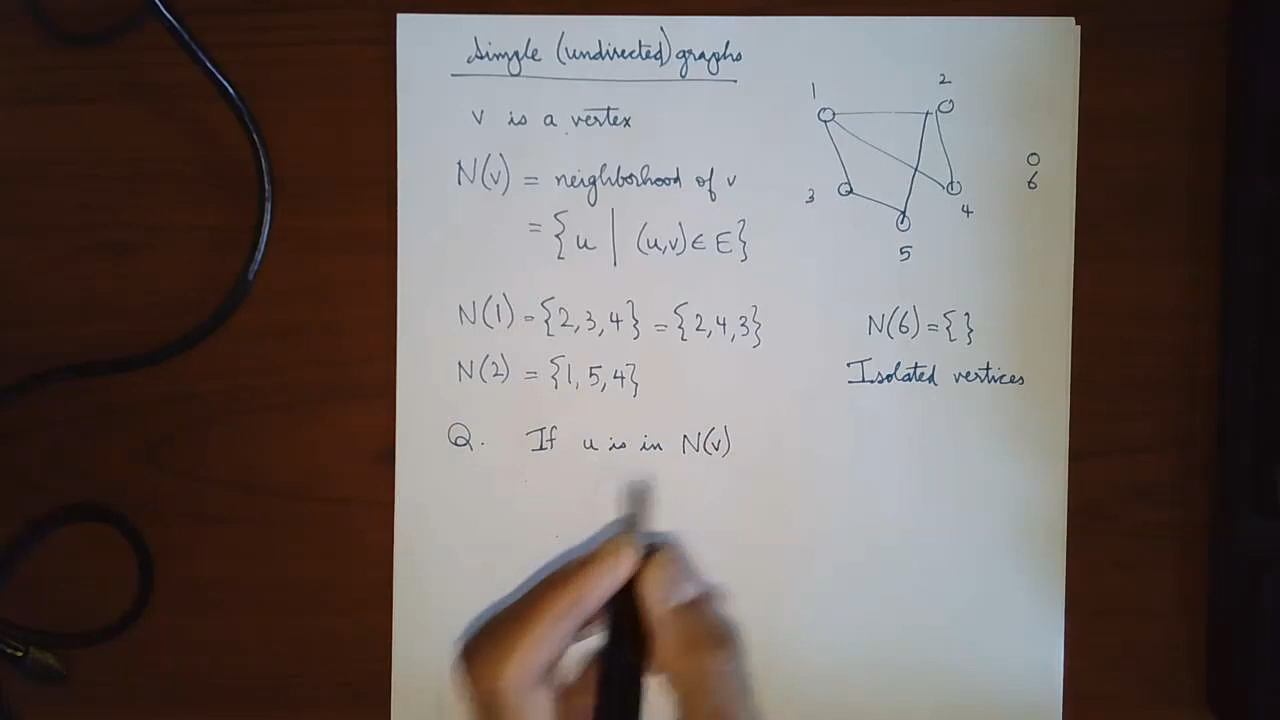 Simple (undirected) graphs
v is a vertex
N(v) = neighborhood of v
= {u | (u,v) ∈ E}
N(1) = {2,3,4} = {2,4,3}
N(2) = {1, 5, 4}
Q. If u is in N(v)
1
2
3
4
5
6
N(6) = { }
Isolated vertices